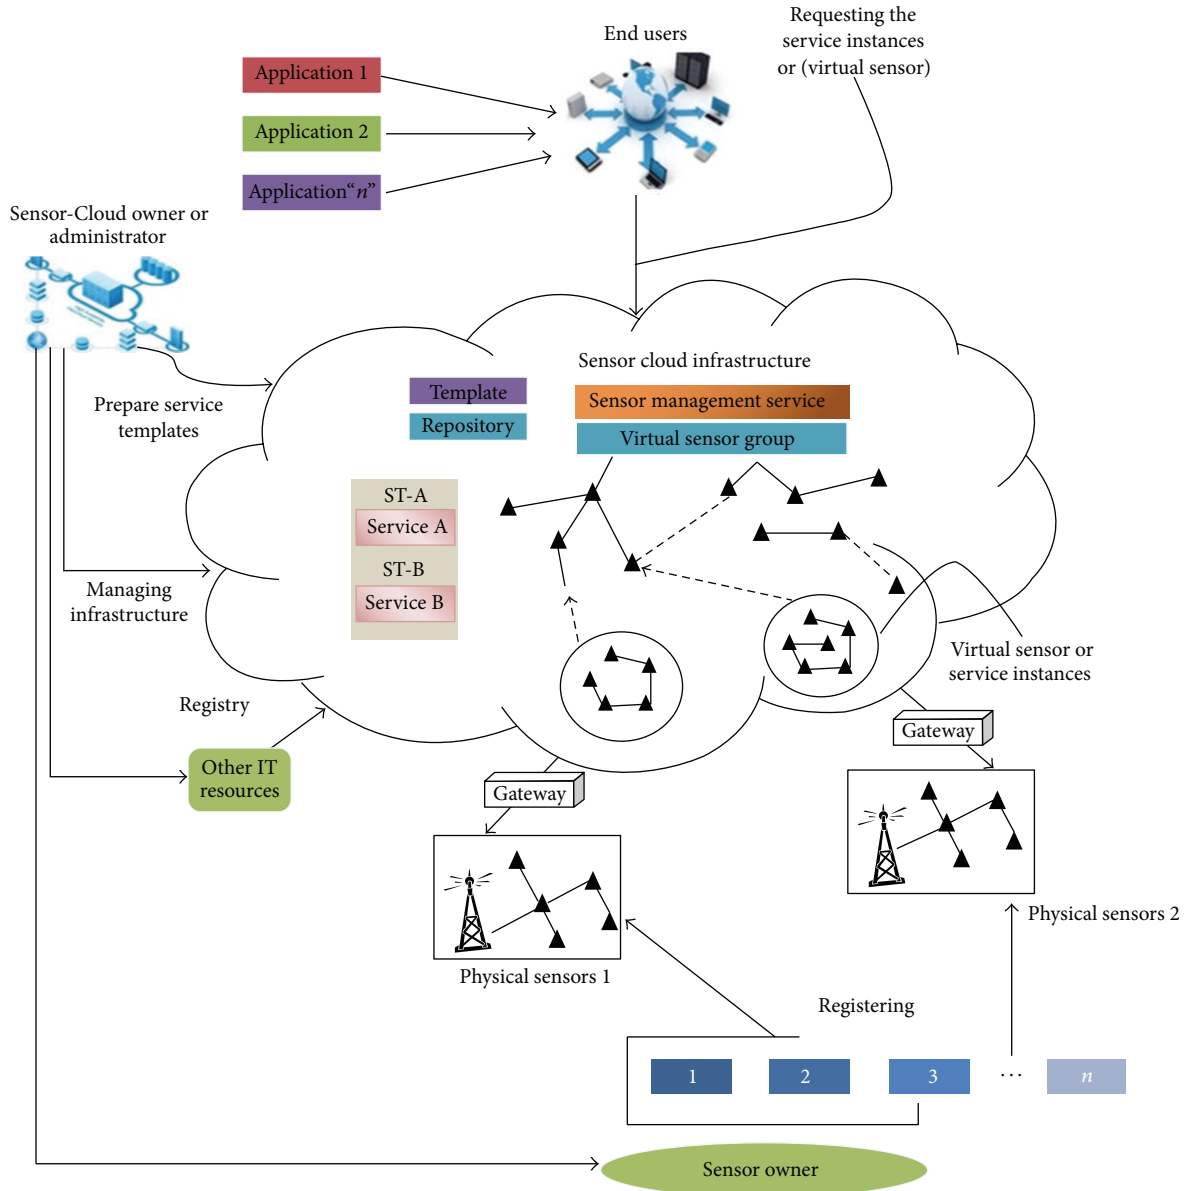 End users
Requesting the
service instances
or (virtual sensor)
Application 1
Application 2
Application“n”
Sensor-Cloud owner or
administrator
Prepare service
templates
Sensor cloud infrastructure
Template
Repository
Sensor management service
Virtual sensor group
ST-A
Service A
ST-B
Service B
Managing
infrastructure
Virtual sensor or
service instances
Registry
Other IT
resources
Gateway
Gateway
Physical sensors 1
Physical sensors 2
Registering
1
2
3
...
n
Sensor owner